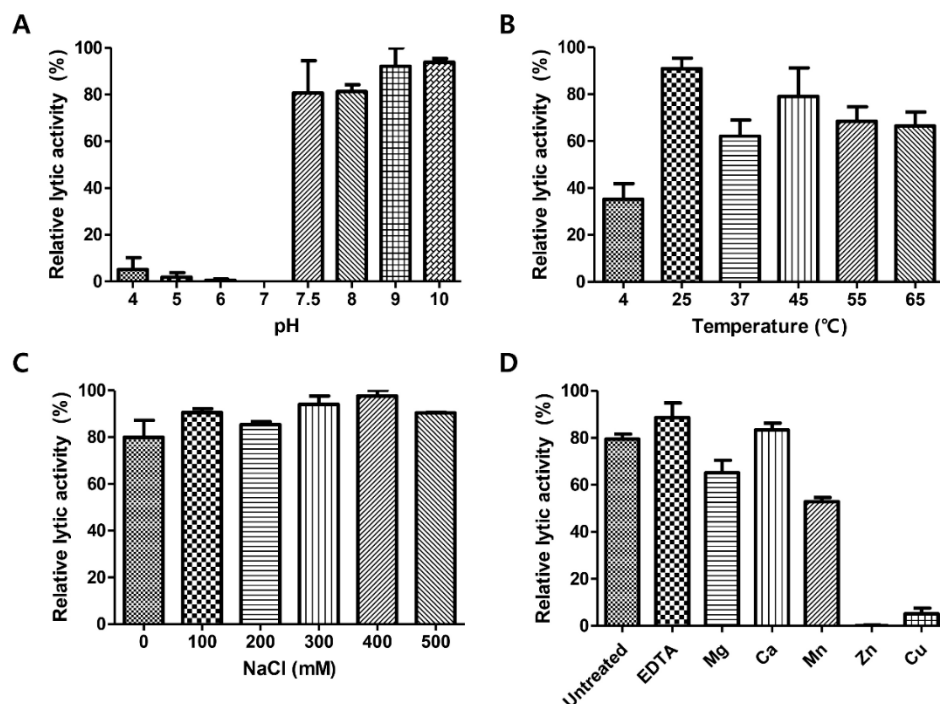 A
Relative lytic activity (%)
100
80
60
40
20
0
4 5 6 7 7.5 8 9 10
pH
B
Relative lytic activity (%)
100
80
60
40
20
0
4 25 37 45 55 65
Temperature (℃)
C
Relative lytic activity (%)
100
80
60
40
20
0
0 100 200 300 400 500
NaCl (mM)
D
Relative lytic activity (%)
100
80
60
40
20
0
Untreated EDTA Mg Ca Mn Zn Cu